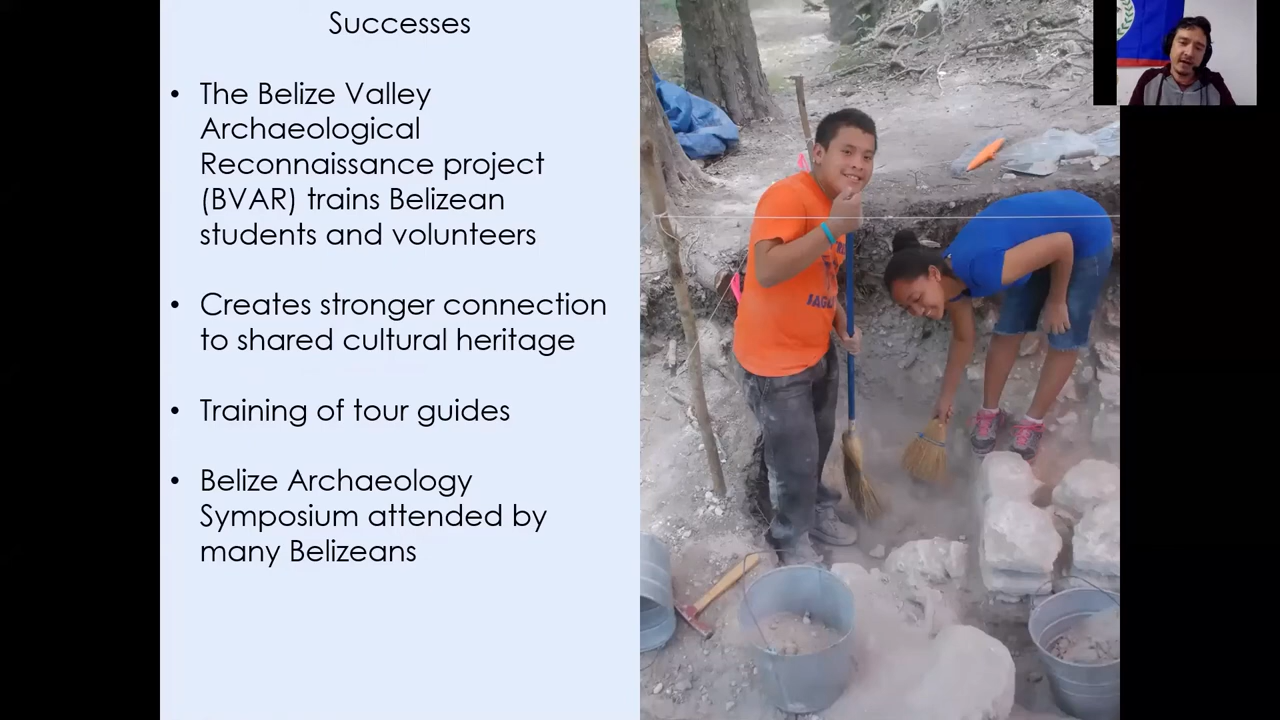 Successes
• The Belize Valley
Archaeological
Reconnaissance project
(BVAR) trains Belizean
students and volunteers
• Creates stronger connection
to shared cultural heritage
• Training of tour guides
• Belize Archaeology
Symposium attended by
many Belizeans